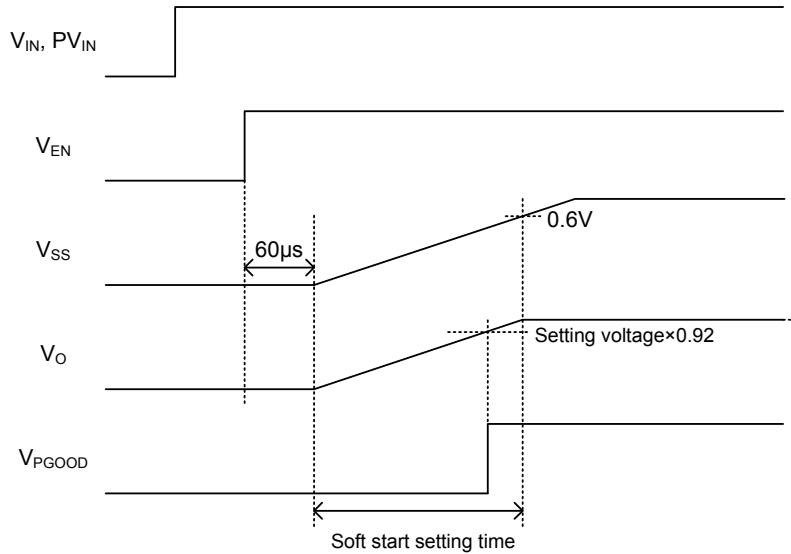 VIN, PVIN
VEN
VSS
60µs
0.6V
VO
Setting voltage×0.92
VPGOOD
Soft start setting time